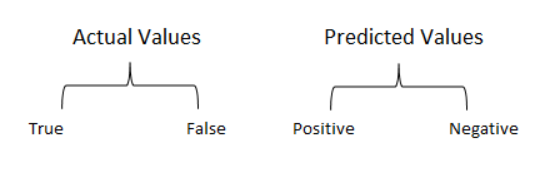 Actual Values Predicted Values
True False Positive Negative